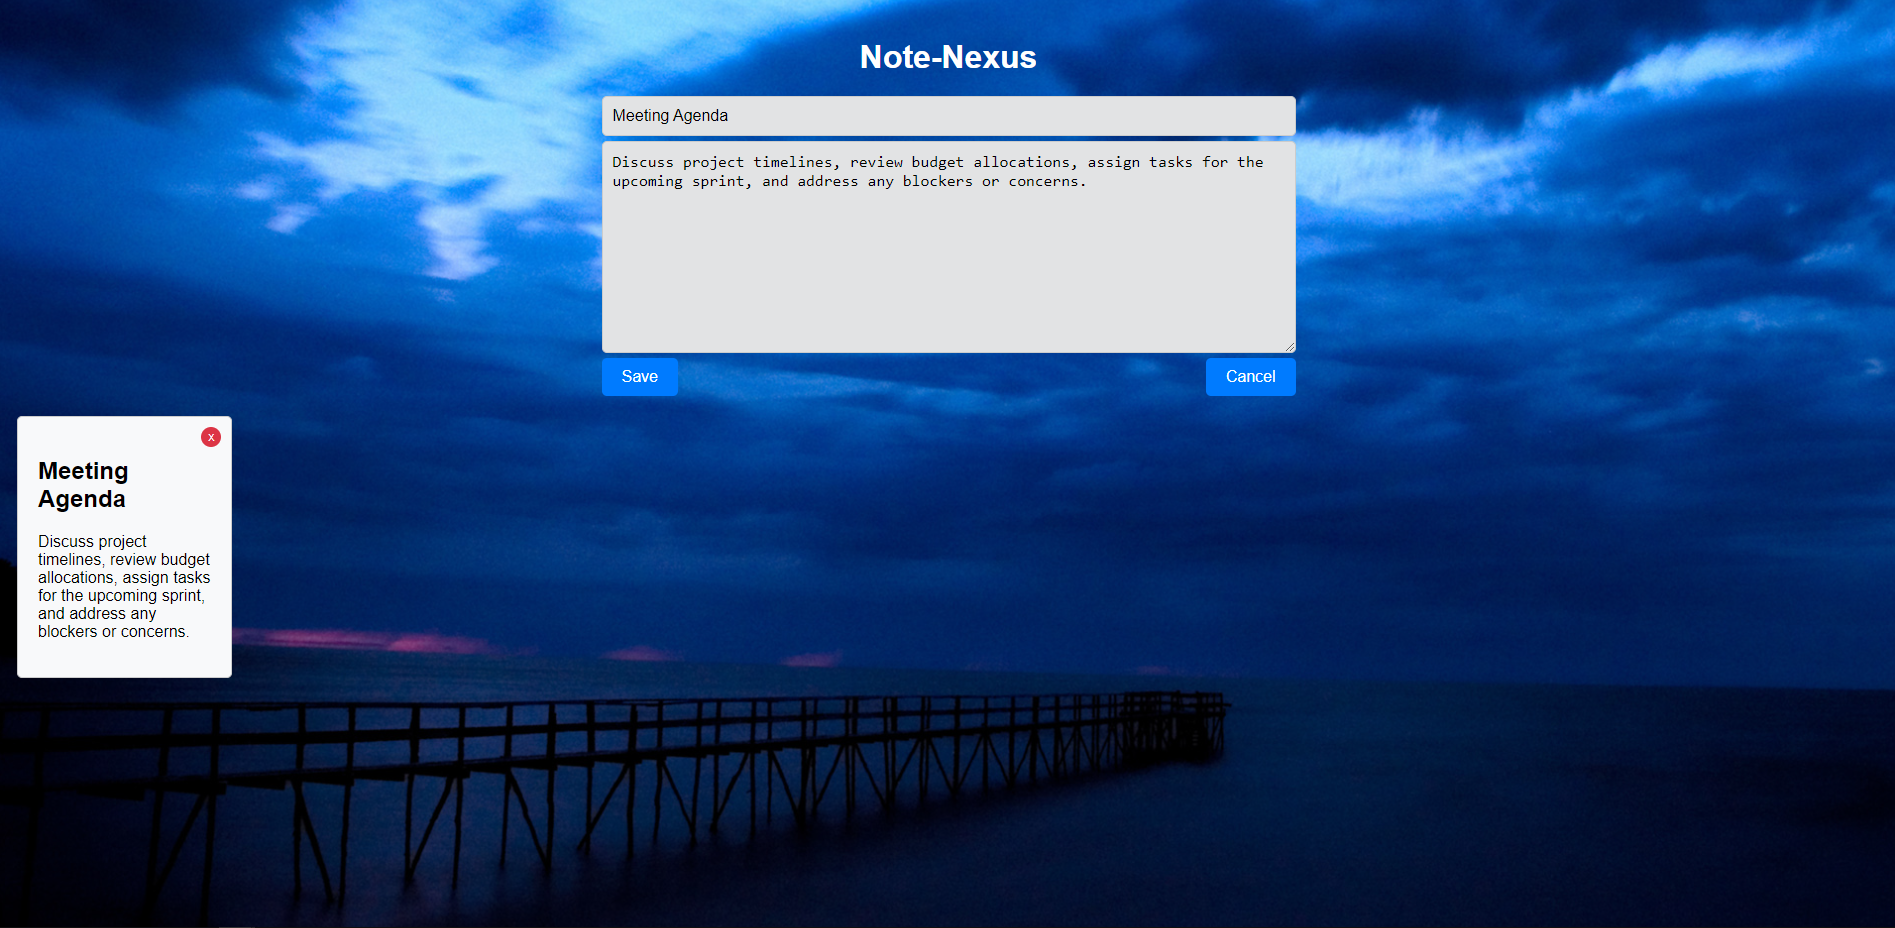 Note-Nexus
Meeting Agenda
Discuss project timelines, review budget allocations, assign tasks for the
upcoming sprint, and address any blockers or concerns.
Save
Cancel
x
Meeting
Agenda
Discuss project
timelines, review budget
allocations, assign tasks
for the upcoming sprint,
and address any
blockers or concerns.